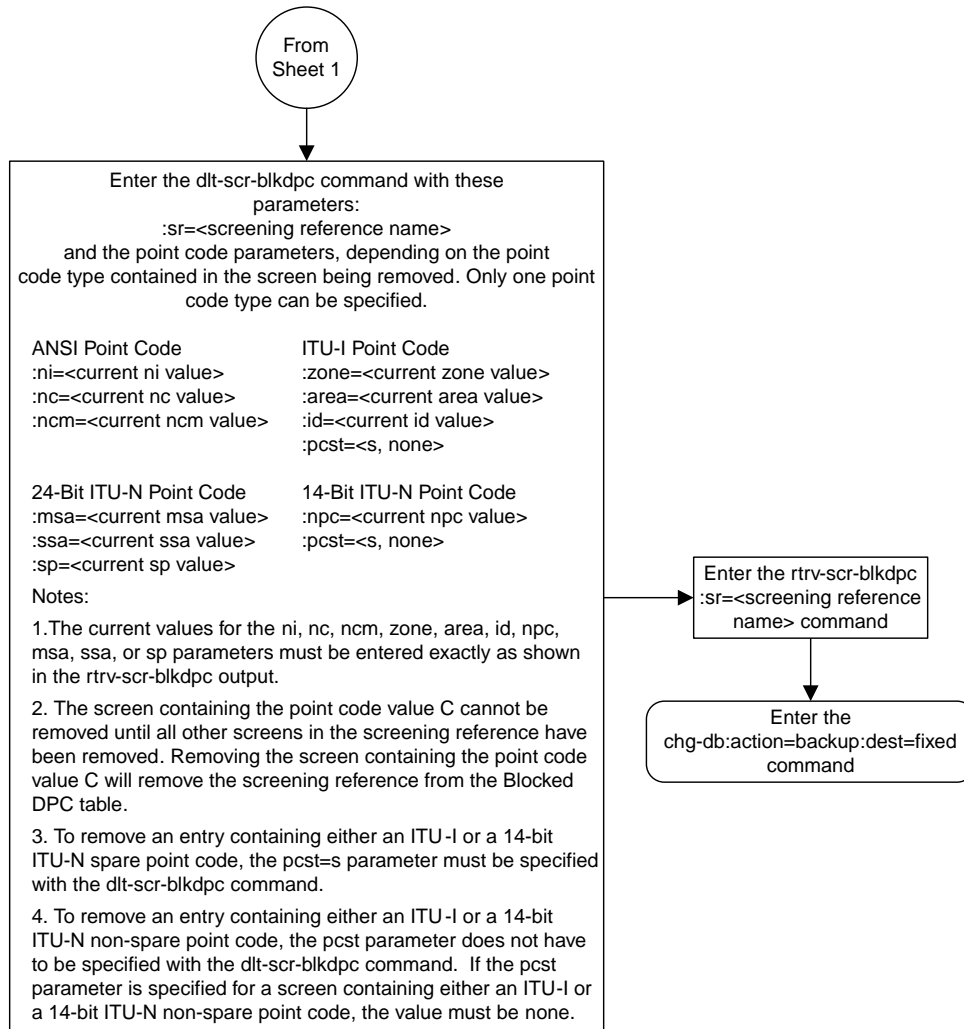 From
Sheet 1
Enter the dlt-scr-blkdpc command with these
parameters:
:sr=<screening reference name>
and the point code parameters, depending on the point
code type contained in the screen being removed. Only one point
code type can be specified.
ANSI Point Code
:ni=<current ni value>
:nc=<current nc value>
:ncm=<current ncm value>
ITU-I Point Code
:zone=<current zone value>
:area=<current area value>
:id=<current id value>
:pcst=<s, none>
24-Bit ITU-N Point Code
:msa=<current msa value>
:ssa=<current ssa value>
:sp=<current sp value>
14-Bit ITU-N Point Code
:npc=<current npc value>
:pcst=<s, none>
Notes:
1.The current values for the ni, nc, ncm, zone, area, id, npc,
msa, ssa, or sp parameters must be entered exactly as shown
in the rtrv-scr-blkdpc output.
2. The screen containing the point code value C cannot be
removed until all other screens in the screening reference have
been removed. Removing the screen containing the point code
value C will remove the screening reference from the Blocked
DPC table.
3. To remove an entry containing either an ITU-I or a 14-bit
ITU-N spare point code, the pcst=s parameter must be specified
with the dlt-scr-blkdpc command.
4. To remove an entry containing either an ITU-I or a 14-bit
ITU-N non-spare point code, the pcst parameter does not have
to be specified with the dlt-scr-blkdpc command. If the pcst
parameter is specified for a screen containing either an ITU-I or
a 14-bit ITU-N non-spare point code, the value must be none.
Enter the rtrv-scr-blkdpc
:sr=<screening reference
name> command
Enter the
chg-db:action=backup:dest=fixed
command